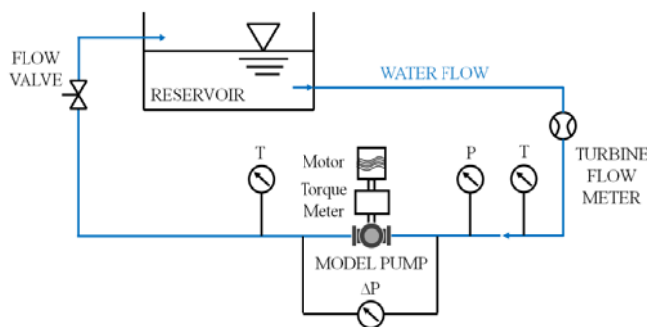 FLOW
VALVE
RESERVOIR
WATER FLOW
TURBINE
FLOW
METER
T
Motor
Torque
Meter
P
T
MODEL PUMP
ΔP